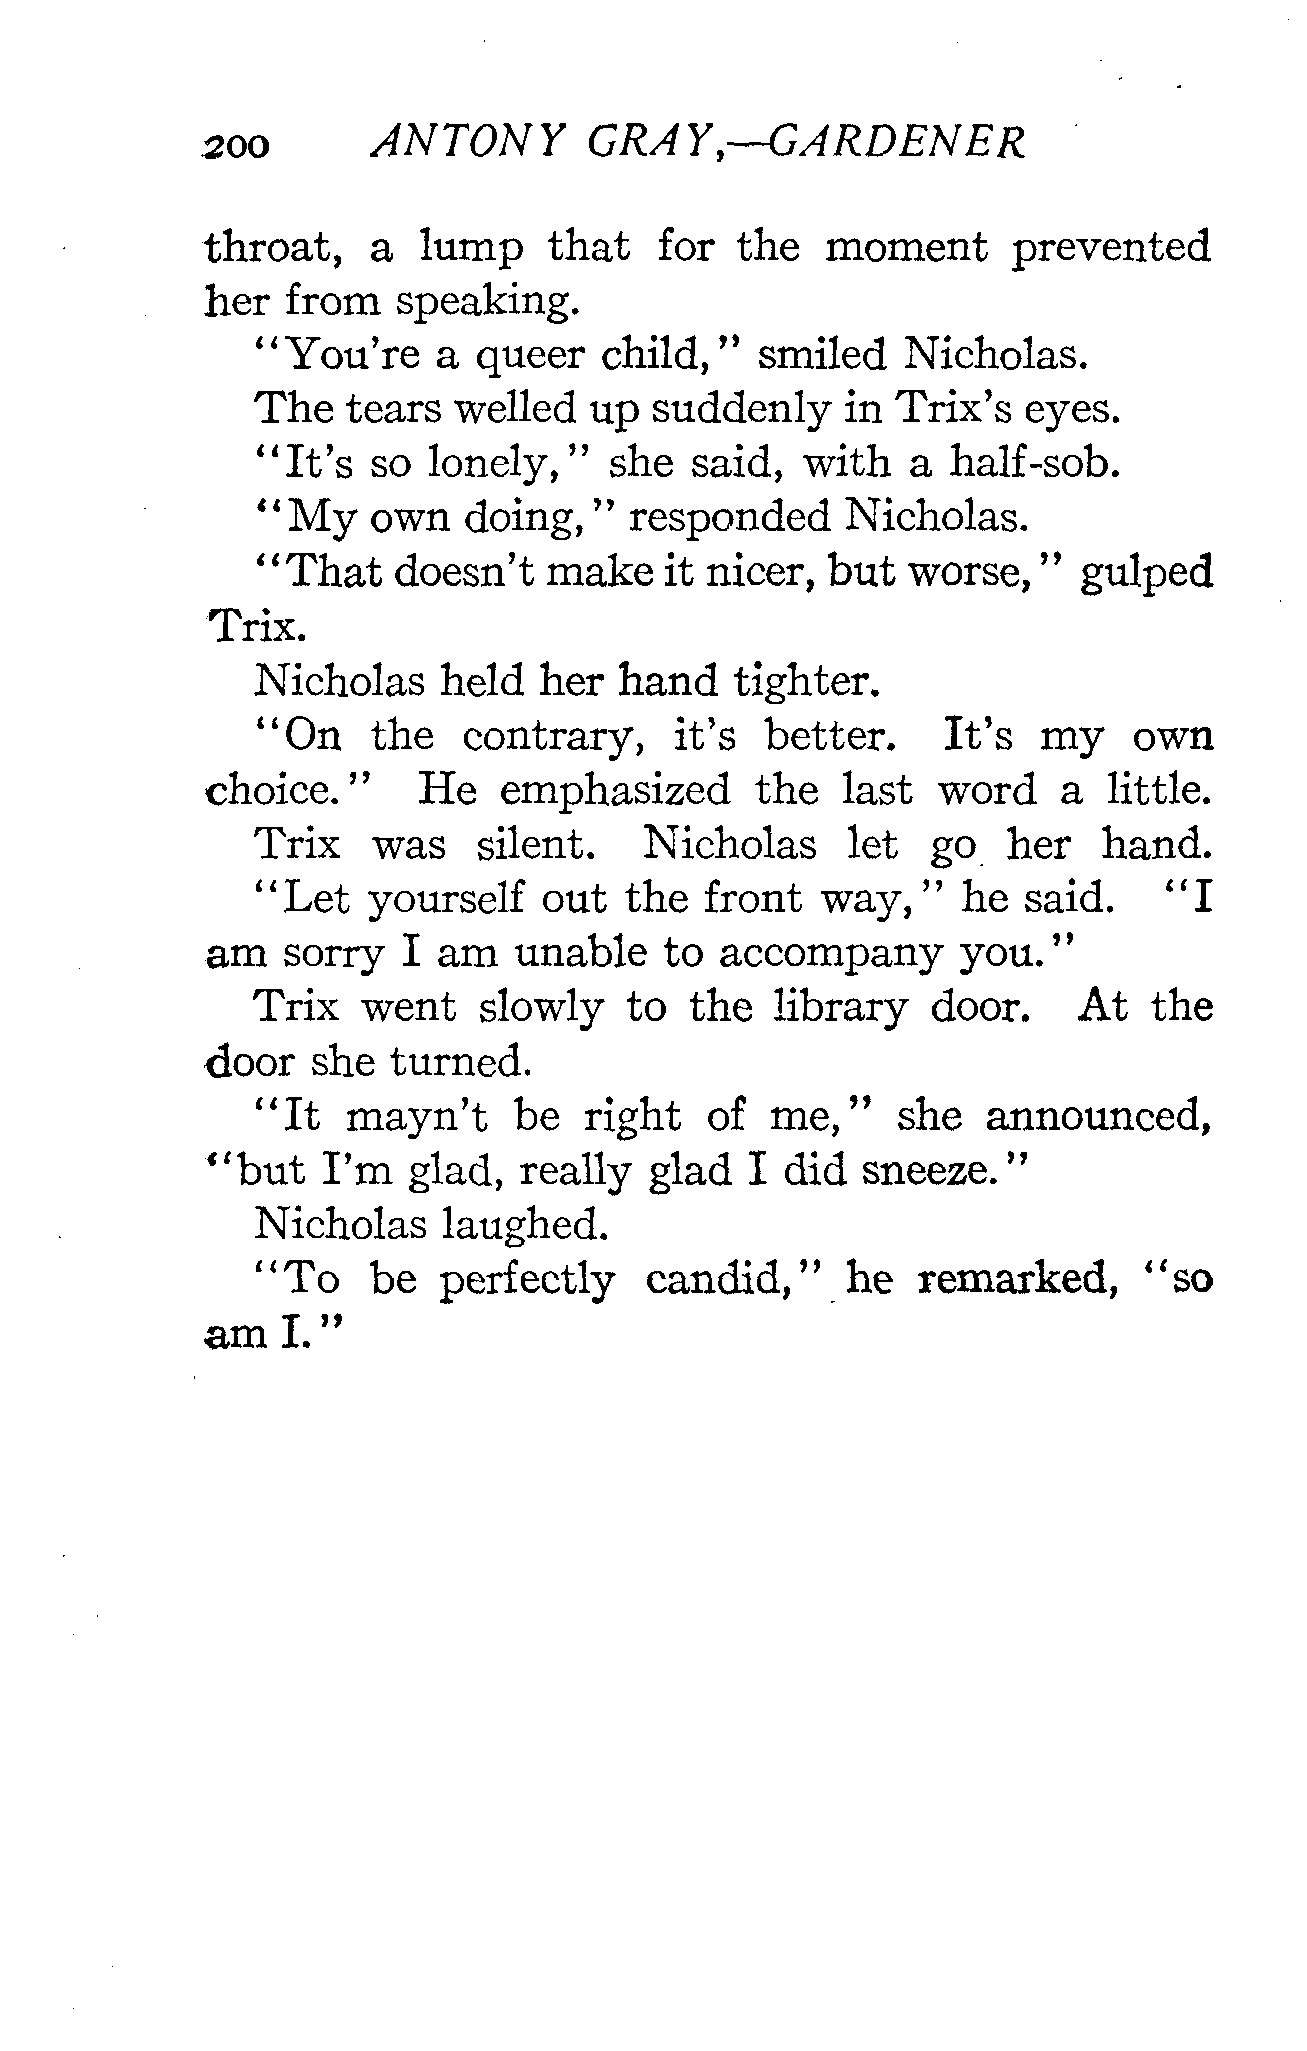 200 ANTONY GRAY,—GARDENER
throat, a lump that for the moment prevented
her from speaking.
"You're a queer child," smiled Nicholas.
The tears welled up suddenly in Trix's eyes.
"It's so lonely," she said, with a half-sob.
"My own doing," responded Nicholas.
"That doesn't make it nicer, but worse," gulped
Trix.
Nicholas held her hand tighter.
"On the contrary, it's better. It's my own
choice." He emphasized the last word a little.
Trix was silent. Nicholas let go her hand.
"Let yourself out the front way," he said. "I
am sorry I am unable to accompany you."
Trix went slowly to the library door. At the
door she turned.
"It mayn't be right of me," she announced,
"but I'm glad, really glad I did sneeze."
Nicholas laughed.
"To be perfectly candid," he remarked, "so
am I."